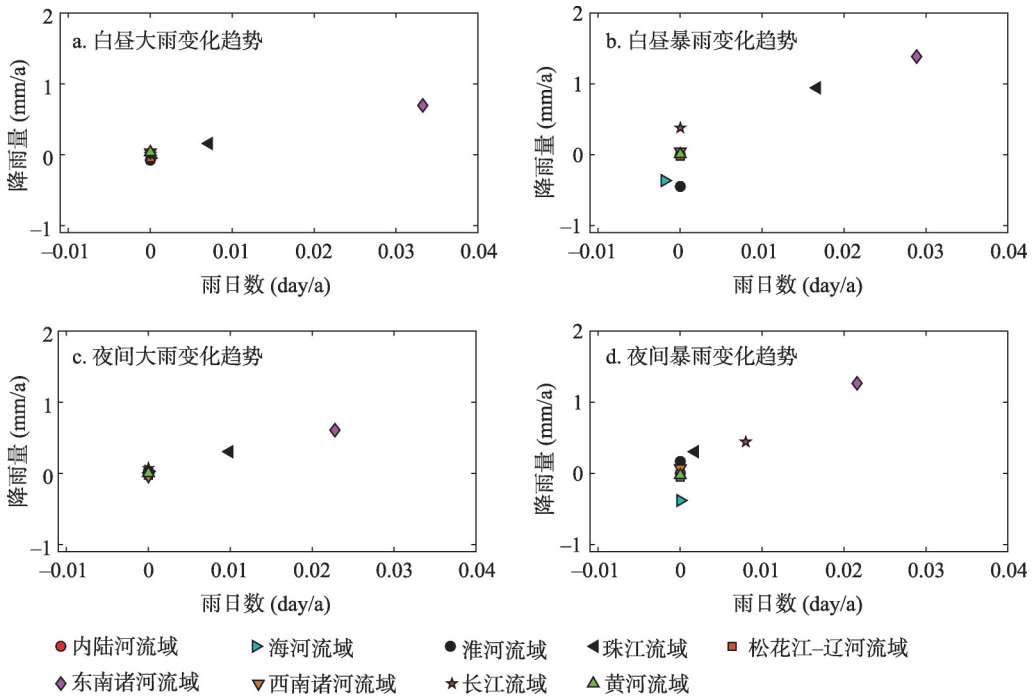 a. 白昼大雨变化趋势
降雨量 (mm/a)
2
1
0
–1
–0.01 0 0.01 0.02 0.03 0.04
雨日数 (day/a)
b. 白昼暴雨变化趋势
降雨量 (mm/a)
2
1
0
–1
–0.01 0 0.01 0.02 0.03 0.04
雨日数 (day/a)
c. 夜间大雨变化趋势
降雨量 (mm/a)
2
1
0
–1
–0.01 0 0.01 0.02 0.03 0.04
雨日数 (day/a)
d. 夜间暴雨变化趋势
降雨量 (mm/a)
2
1
0
–1
–0.01 0 0.01 0.02 0.03 0.04
雨日数 (day/a)
内陆河流域 海河流域 淮河流域 珠江流域 松花江–辽河流域
东南诸河流域 西南诸河流域 长江流域 黄河流域